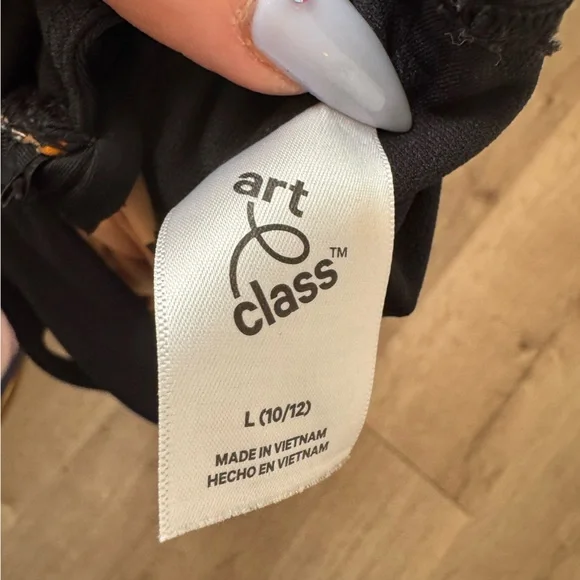 art
class™
L (10/12)
MADE IN VIETNAM
HECHO EN VIETNAM